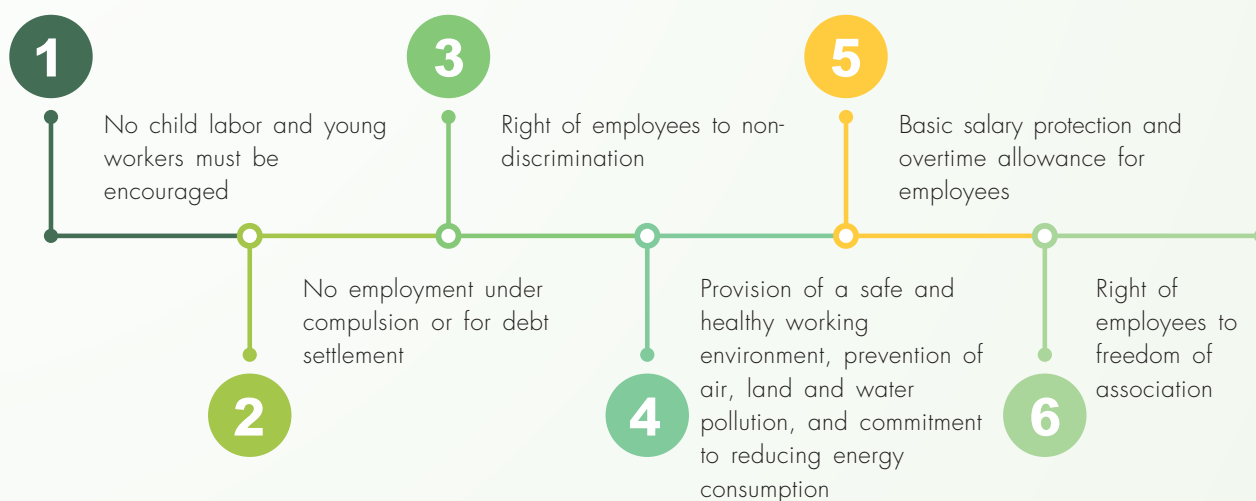 1
No child labor and young
workers must be
encouraged
2
No employment under
compulsion or for debt
settlement
3
Right of employees to non-
discrimination
4
Provision of a safe and
healthy working
environment, prevention of
air, land and water
pollution, and commitment
to reducing energy
consumption
5
Basic salary protection and
overtime allowance for
employees
6
Right of
employees to
freedom of
association